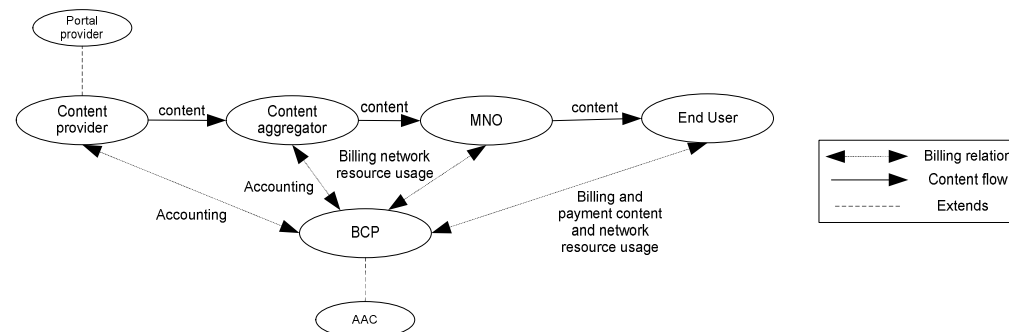 Portal
provider
Content
provider
content
Content
aggregator
content
MNO
content
End User
Billing network
resource usage
Accounting
Accounting
BCP
Billing and
payment content
and network
resource usage
AAC
Billing relation
Content flow
Extends